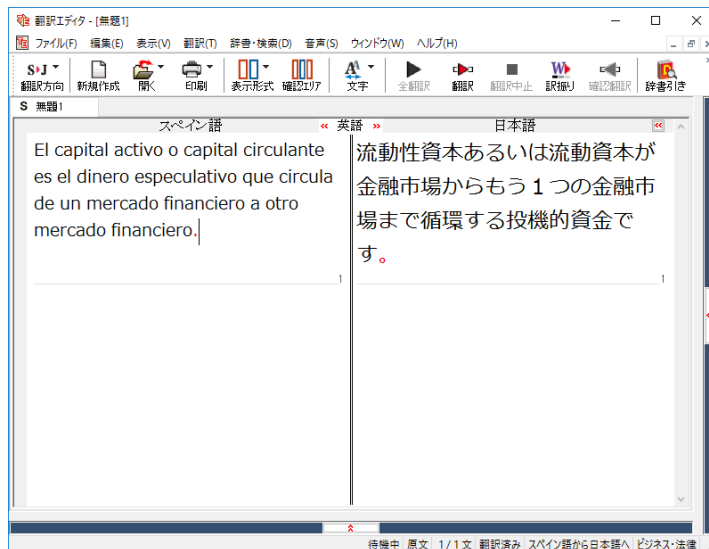 翻訳エディタ - [無題1]
ファイル(F) 編集(E) 表示(V) 翻訳(T) 辞書・検索(D) 音声(S) ウインドウ(W) ヘルプ(H)
S›J
翻訳方向 新規作成 開く 印刷 表示形式 確認エリア 文字 全翻訳 翻訳 翻訳中止 訳振り 確認翻訳 辞書引き
S 無題1
スペイン語 « 英語 » 日本語 «
El capital activo o capital circulante
es el dinero especulativo que circula
de un mercado financiero a otro
mercado financiero.
1
流動性資本あるいは流動資本が
金融市場からもう1つの金融市
場まで循環する投機的資金で
す。
1
待機中 原文 1/1文 翻訳済み スペイン語から日本語へ ビジネス・法律